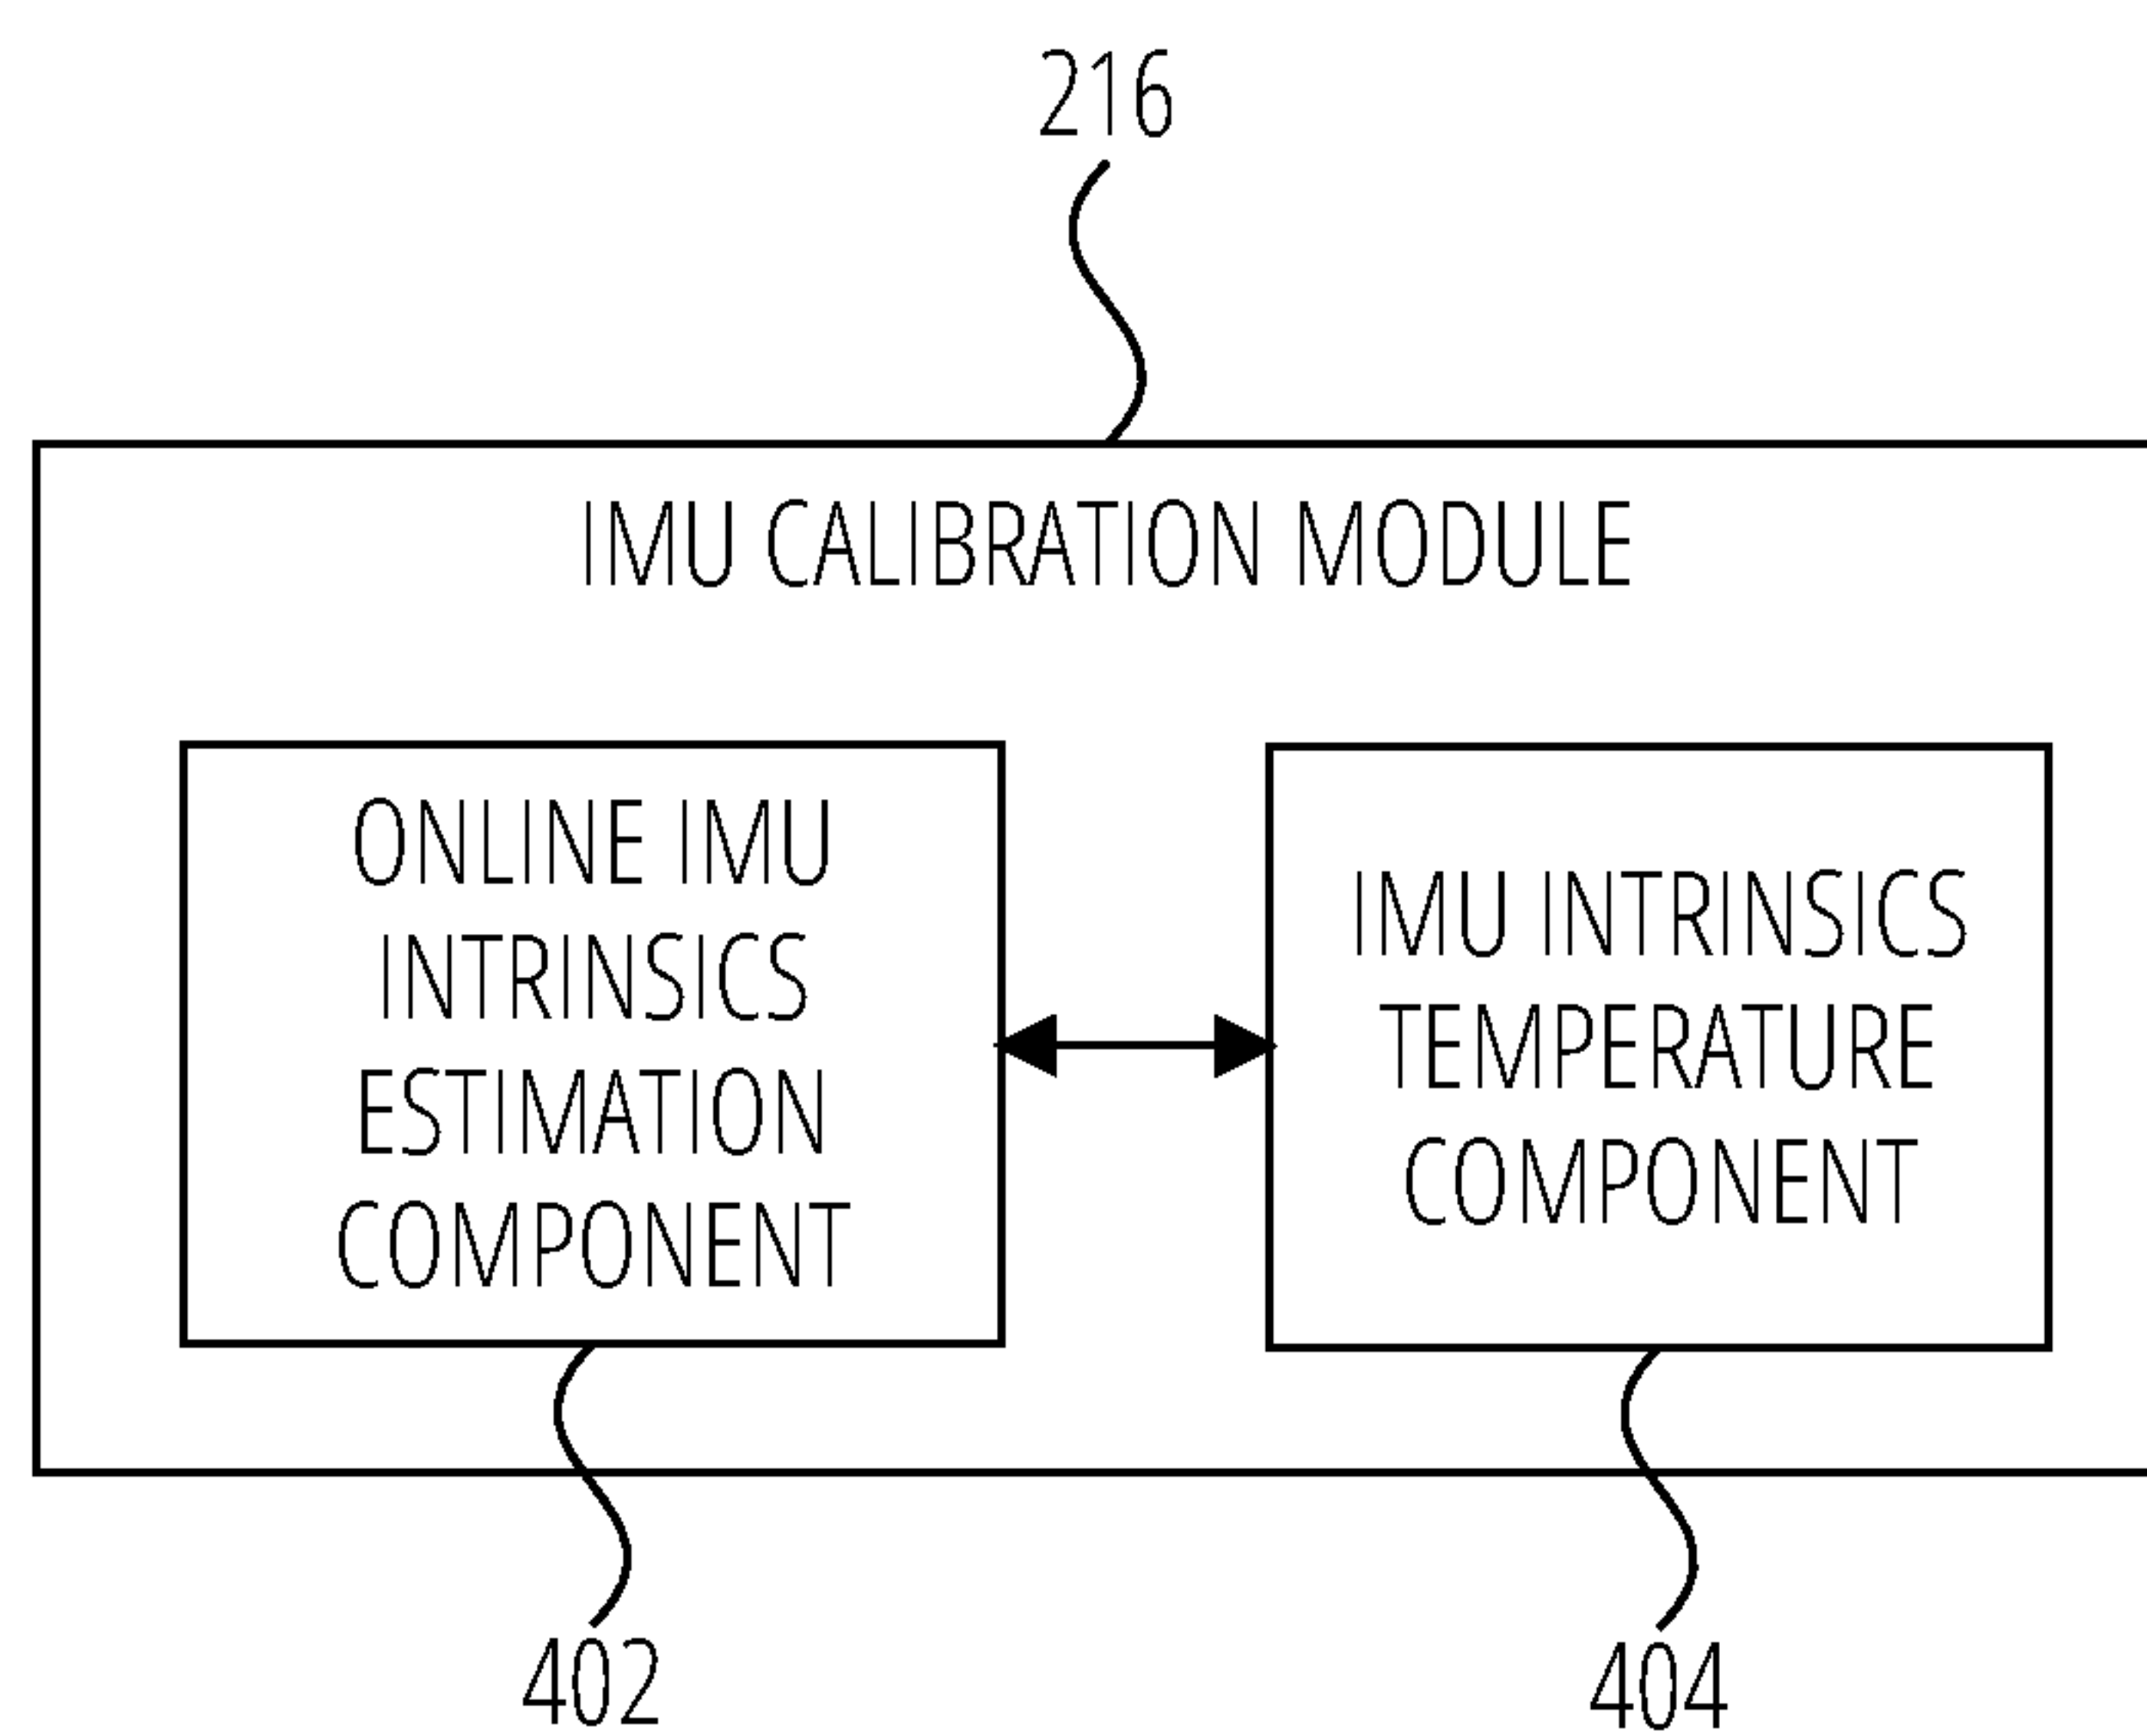 216
IMU CALIBRATION MODULE
ONLINE IMU
INTRINSICS
ESTIMATION
COMPONENT
IMU INTRINSICS
TEMPERATURE
COMPONENT
402
404